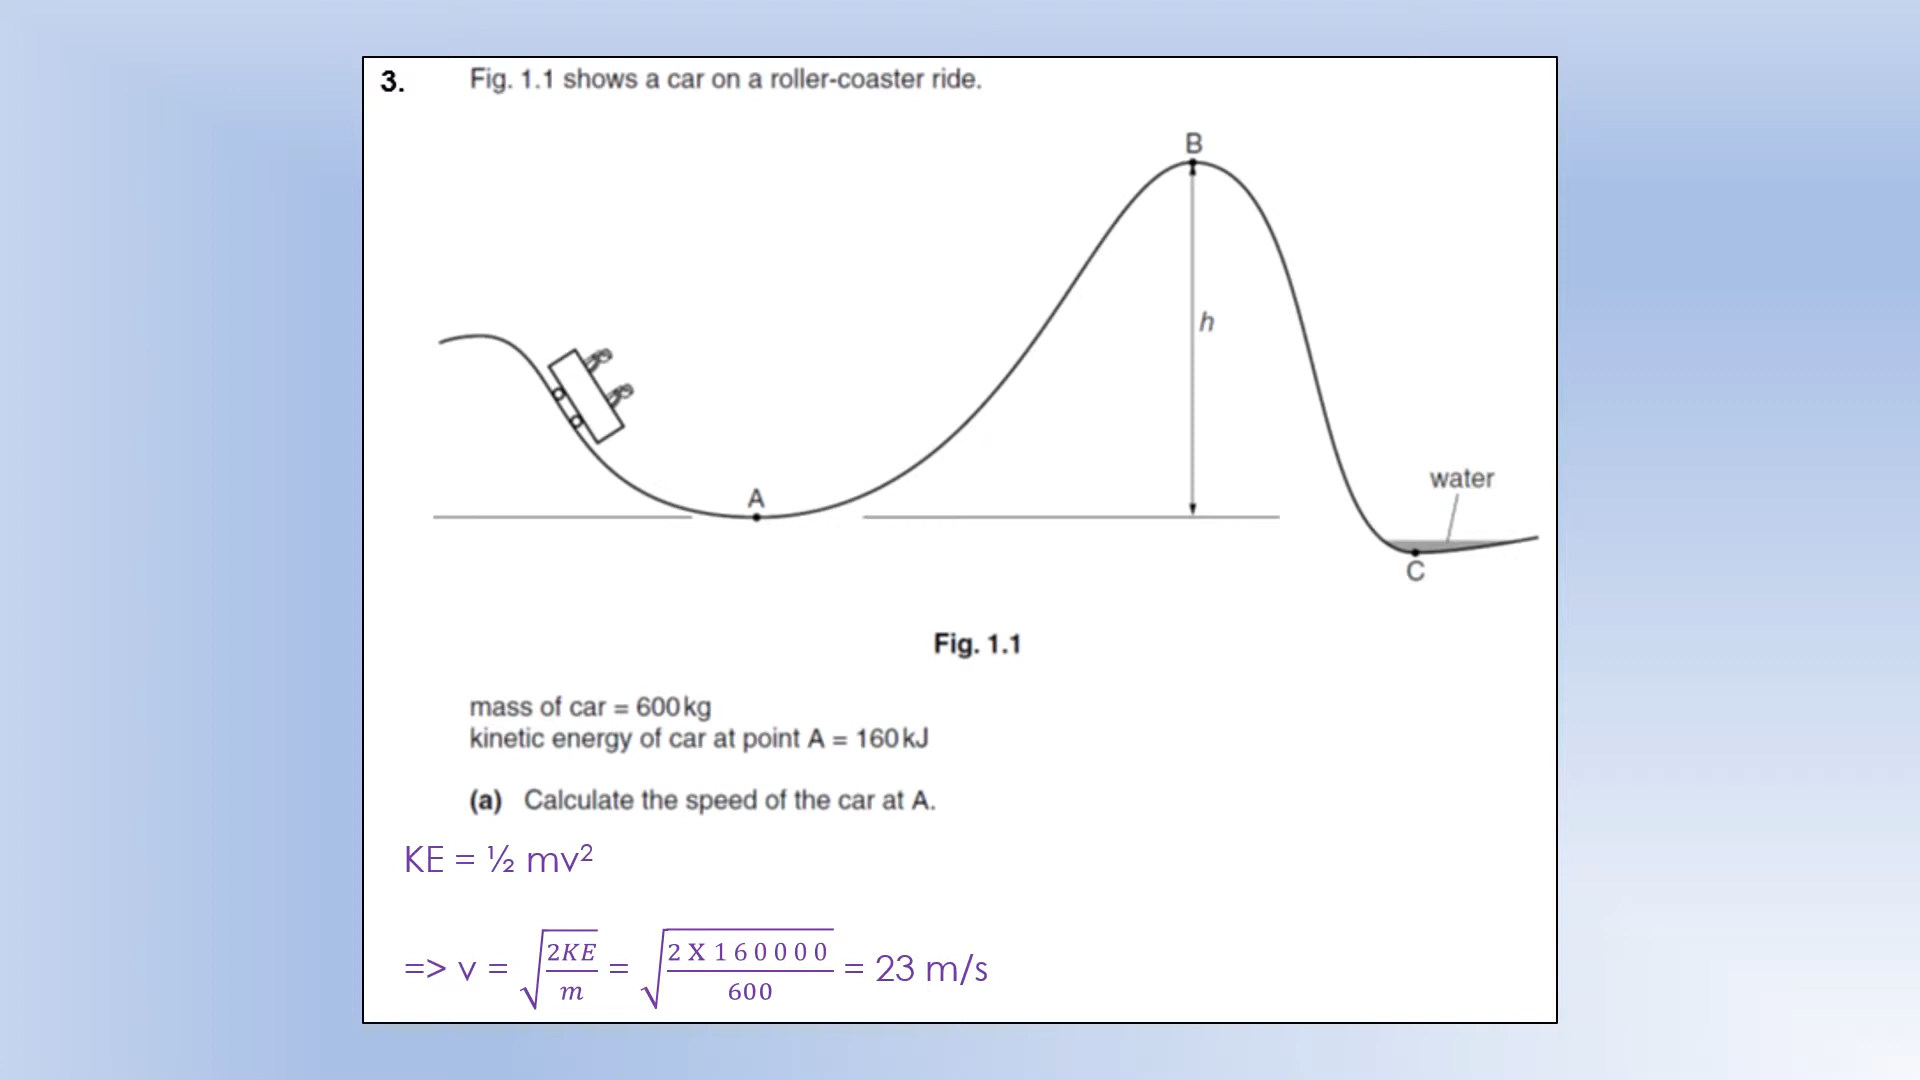 3. Fig. 1.1 shows a car on a roller-coaster ride.
B
h
A
water
C
Fig. 1.1
mass of car = 600 kg
kinetic energy of car at point A = 160 kJ
(a) Calculate the speed of the car at A.
KE = ½ mv²
=> v = √(2KE/m) = √(2 X 160000/600) = 23 m/s